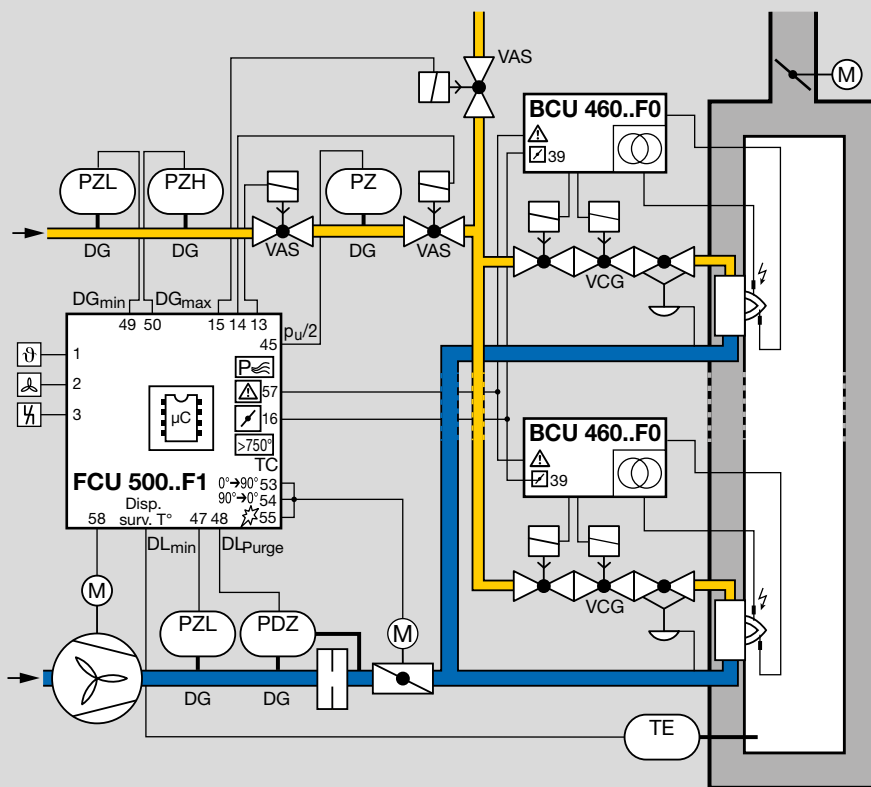 VAS
M
BCU 460..F0
39
PZL
PZH
PZ
DG
DG
VAS
DG
VAS
VCG
DGmin
DGmax
49 50
15 14 13
pu/2
45
ϑ
1
P
2
57
3
µC
16
>750°
TC
FCU 500..F1
0°→90° 53
90°→0° 54
55
Disp.
surv. T°
58
47 48
DLmin
DLPurge
BCU 460..F0
39
VCG
M
PZL
PDZ
M
DG
DG
TE